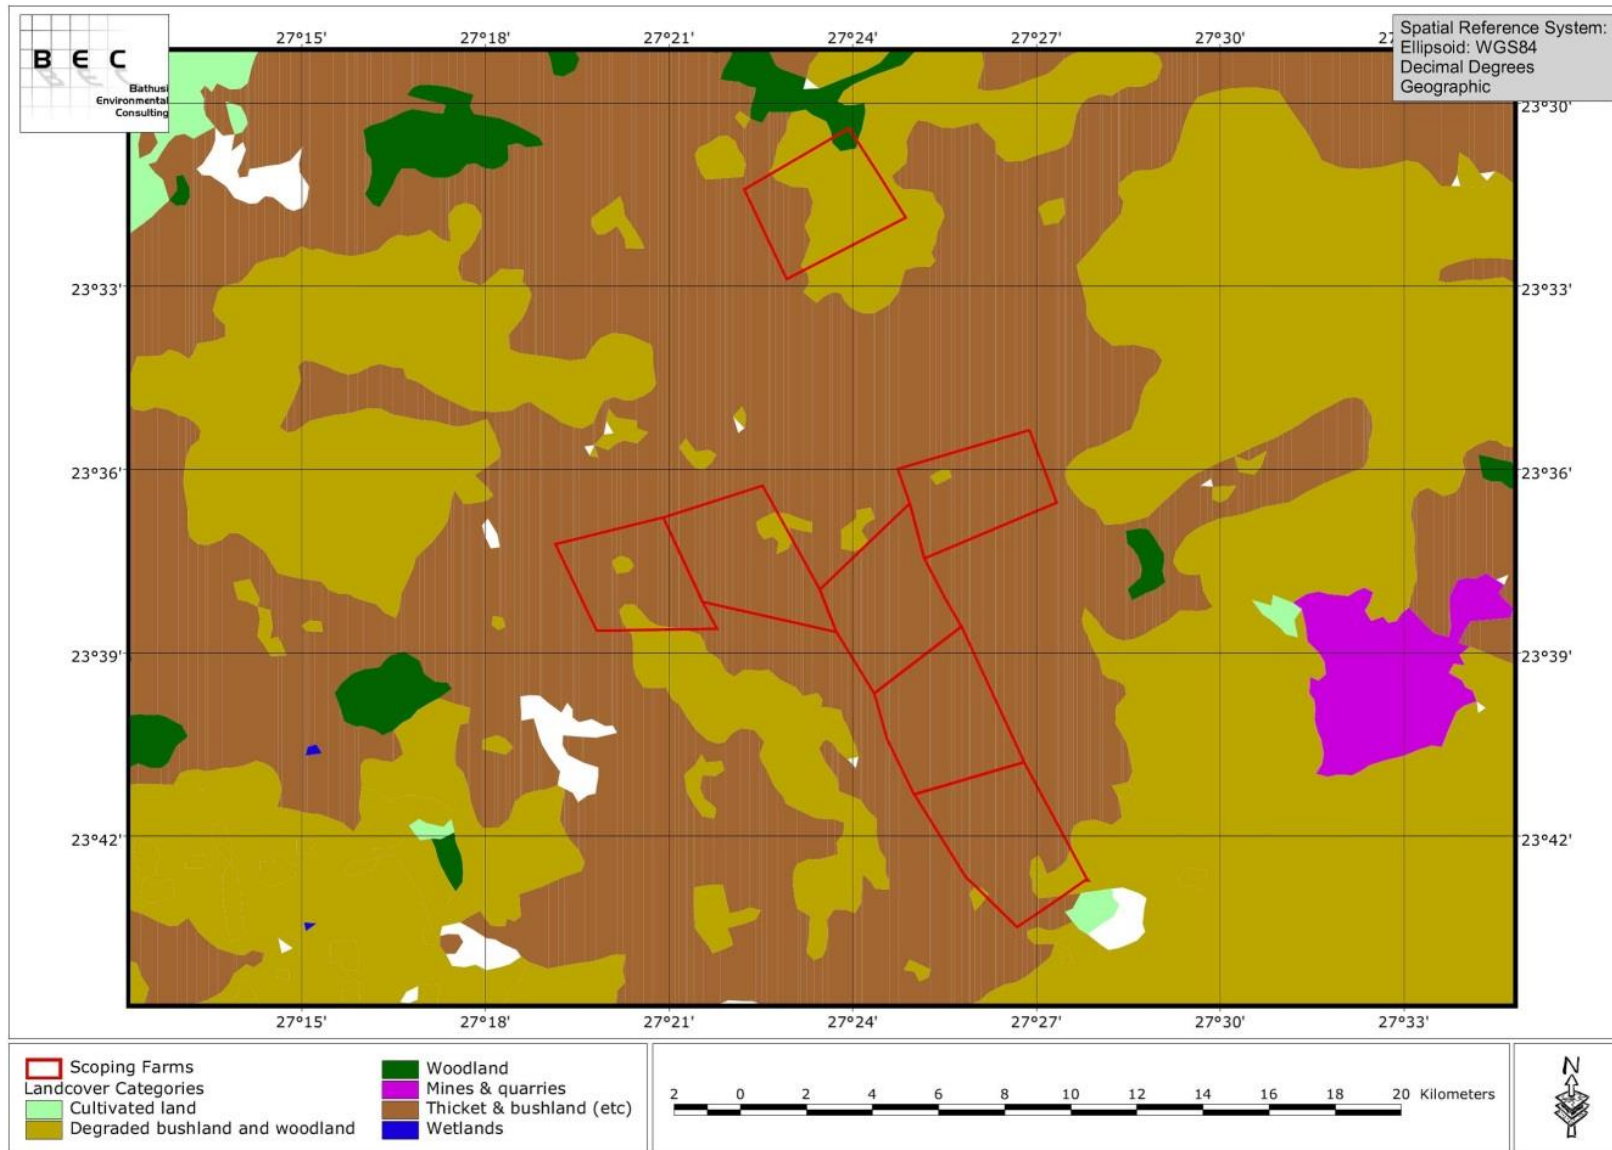 B E C
Bathusi
Environmental
Consulting
Spatial Reference System:
Ellipsoid: WGS84
Decimal Degrees
Geographic
27°15' 27°18' 27°21' 27°24' 27°27' 27°30'
23°30'
23°33' 23°33'
23°36' 23°36'
23°39' 23°39'
23°42' 23°42'
27°15' 27°18' 27°21' 27°24' 27°27' 27°30' 27°33'
Scoping Farms
Landcover Categories
Cultivated land
Degraded bushland and woodland
Woodland
Mines & quarries
Thicket & bushland (etc)
Wetlands
2 0 2 4 6 8 10 12 14 16 18 20 Kilometers
N